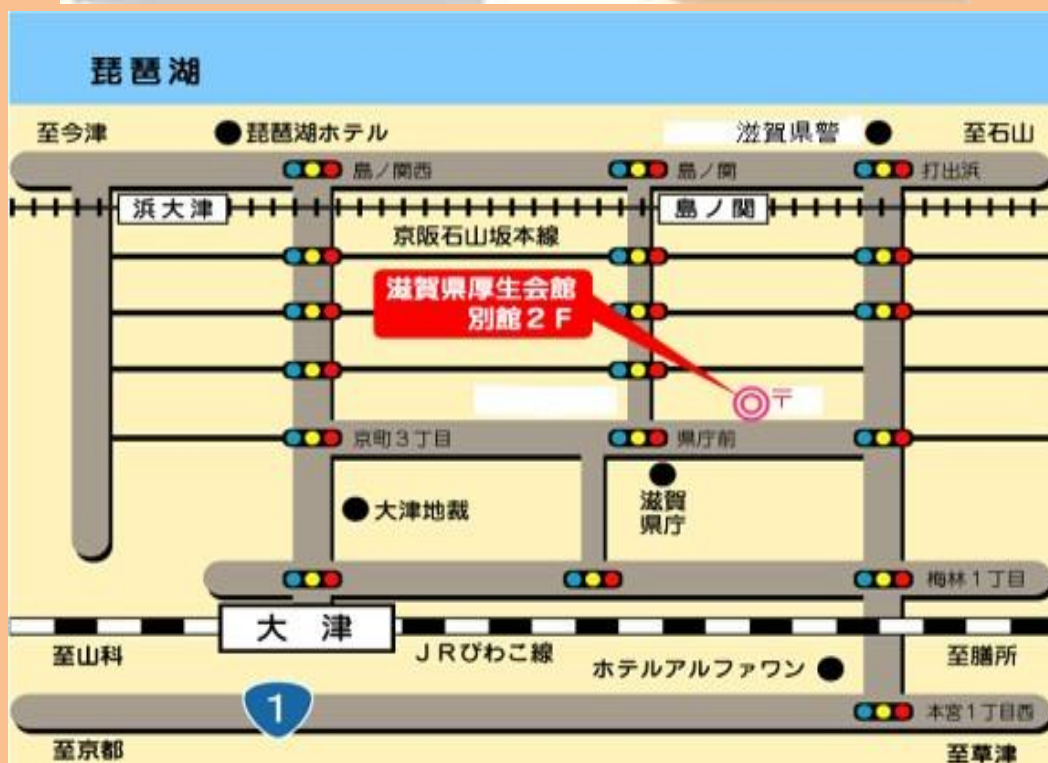 琵琶湖
至今津
琵琶湖ホテル
滋賀県警
至石山
島ノ関西
島ノ関
打出浜
浜大津
島ノ関
京阪石山坂本線
滋賀県厚生会館
別館2F
〒
京町3丁目
県庁前
大津地裁
滋賀
県庁
梅林1丁目
大津
至山科
JRびわこ線
ホテルアルファワン
至膳所
1
本宮1丁目西
至京都
至草津